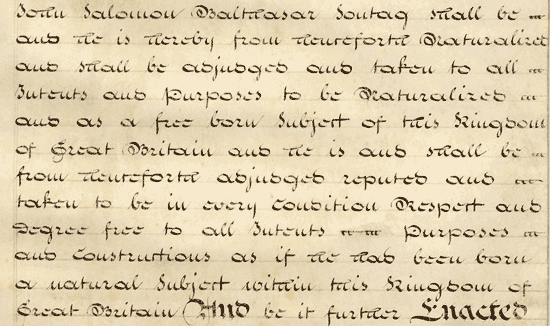 John Salomon Balthasar Sontag shall be
and he is hereby from henceforth Naturalized
and shall be adjudged and taken to all
Intents and Purposes to be Naturalized
and as a free born Subject of this Kingdom
of Great Britain and he is and shall be
from henceforth adjudged reputed and
taken to be in every Condition Respect and
Degree free to all Intents Purposes
and Constructions as if he had been born
a natural Subject within this Kingdom of
Great Britain And be it further Enacted